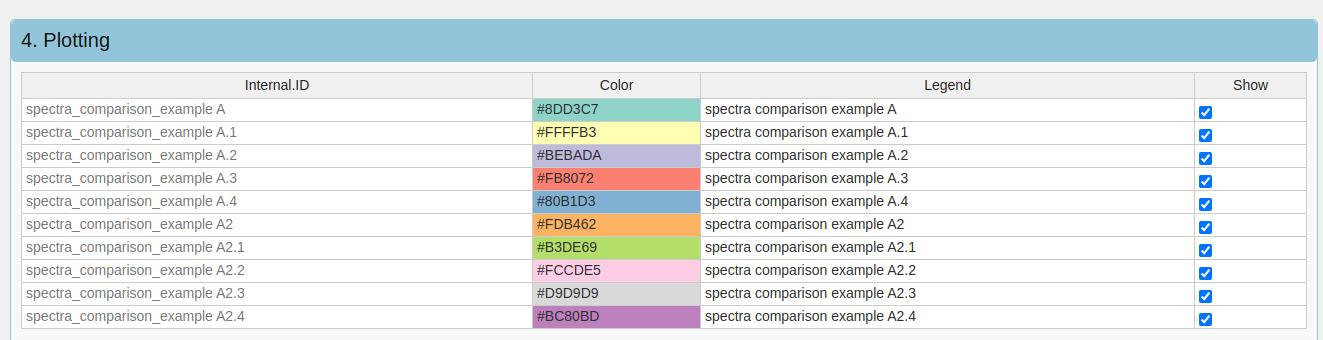 4. Plotting
Internal.ID Color Legend Show
spectra_comparison_example A #8DD3C7 spectra comparison example A
spectra_comparison_example A.1 #FFFFB3 spectra comparison example A.1
spectra_comparison_example A.2 #BEBADA spectra comparison example A.2
spectra_comparison_example A.3 #FB8072 spectra comparison example A.3
spectra_comparison_example A.4 #80B1D3 spectra comparison example A.4
spectra_comparison_example A2 #FDB462 spectra comparison example A2
spectra_comparison_example A2.1 #B3DE69 spectra comparison example A2.1
spectra_comparison_example A2.2 #FCCDE5 spectra comparison example A2.2
spectra_comparison_example A2.3 #D9D9D9 spectra comparison example A2.3
spectra_comparison_example A2.4 #BC80BD spectra comparison example A2.4